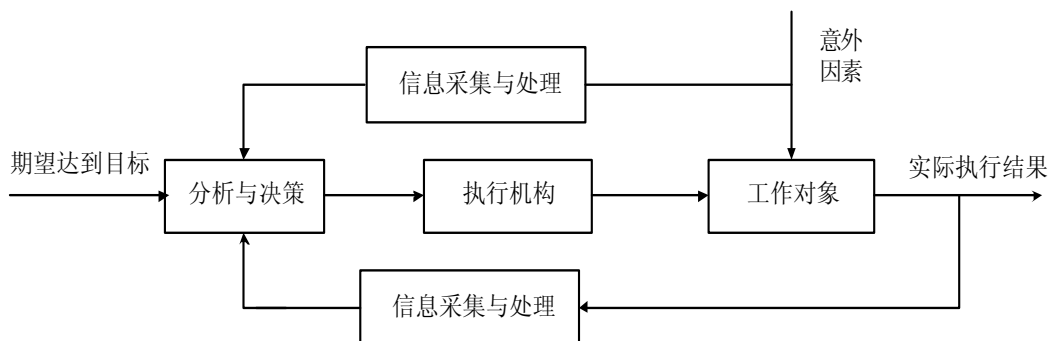 意外
因素
信息采集与处理
期望达到目标
分析与决策
执行机构
工作对象
实际执行结果
信息采集与处理